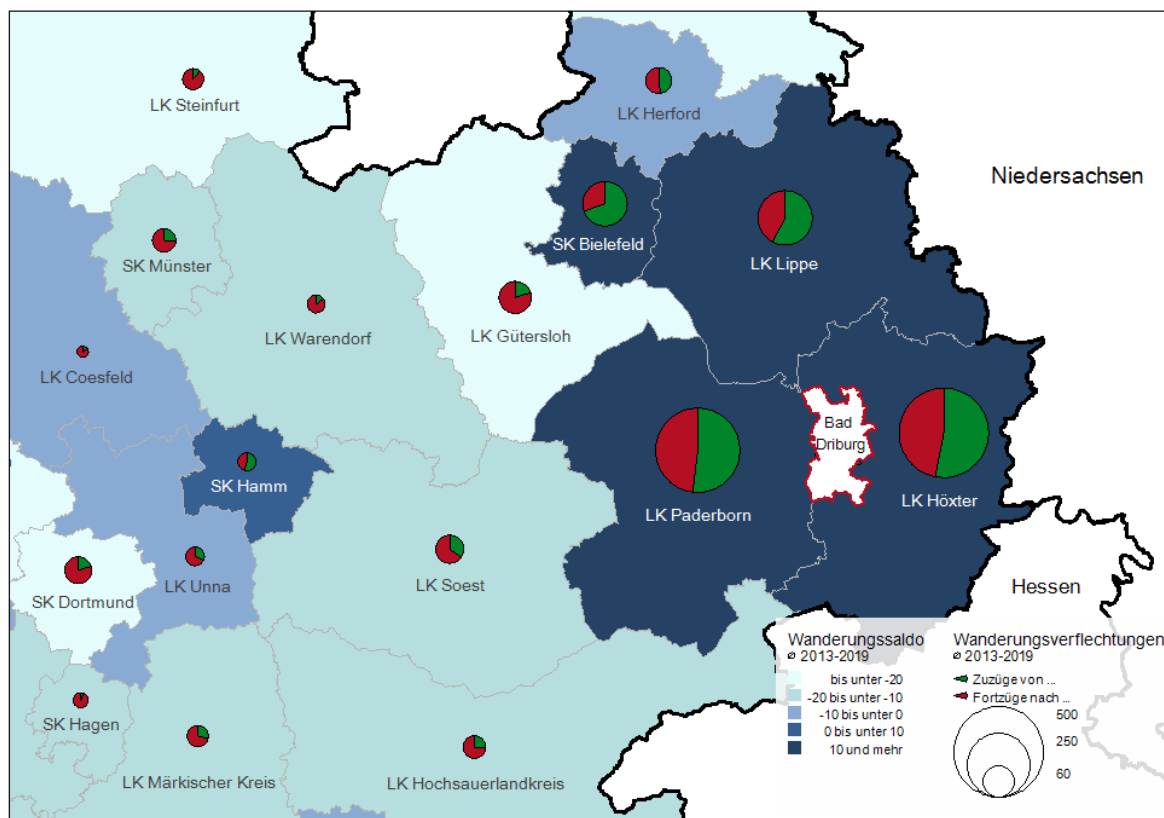 LK Steinfurt
LK Herford
Niedersachsen
SK Bielefeld
SK Münster
LK Lippe
LK Warendorf
LK Gütersloh
LK Coesfeld
Bad
Driburg
SK Hamm
LK Höxter
LK Paderborn
LK Unna
LK Soest
SK Dortmund
Hessen
SK Hagen
LK Märkischer Kreis
LK Hochsauerlandkreis
Wanderungssaldo
Ø 2013-2019
bis unter -20
-20 bis unter -10
-10 bis unter 0
0 bis unter 10
10 und mehr
Wanderungsverflechtungen
Ø 2013-2019
Zuzüge von ...
Fortzüge nach ...
500
250
60